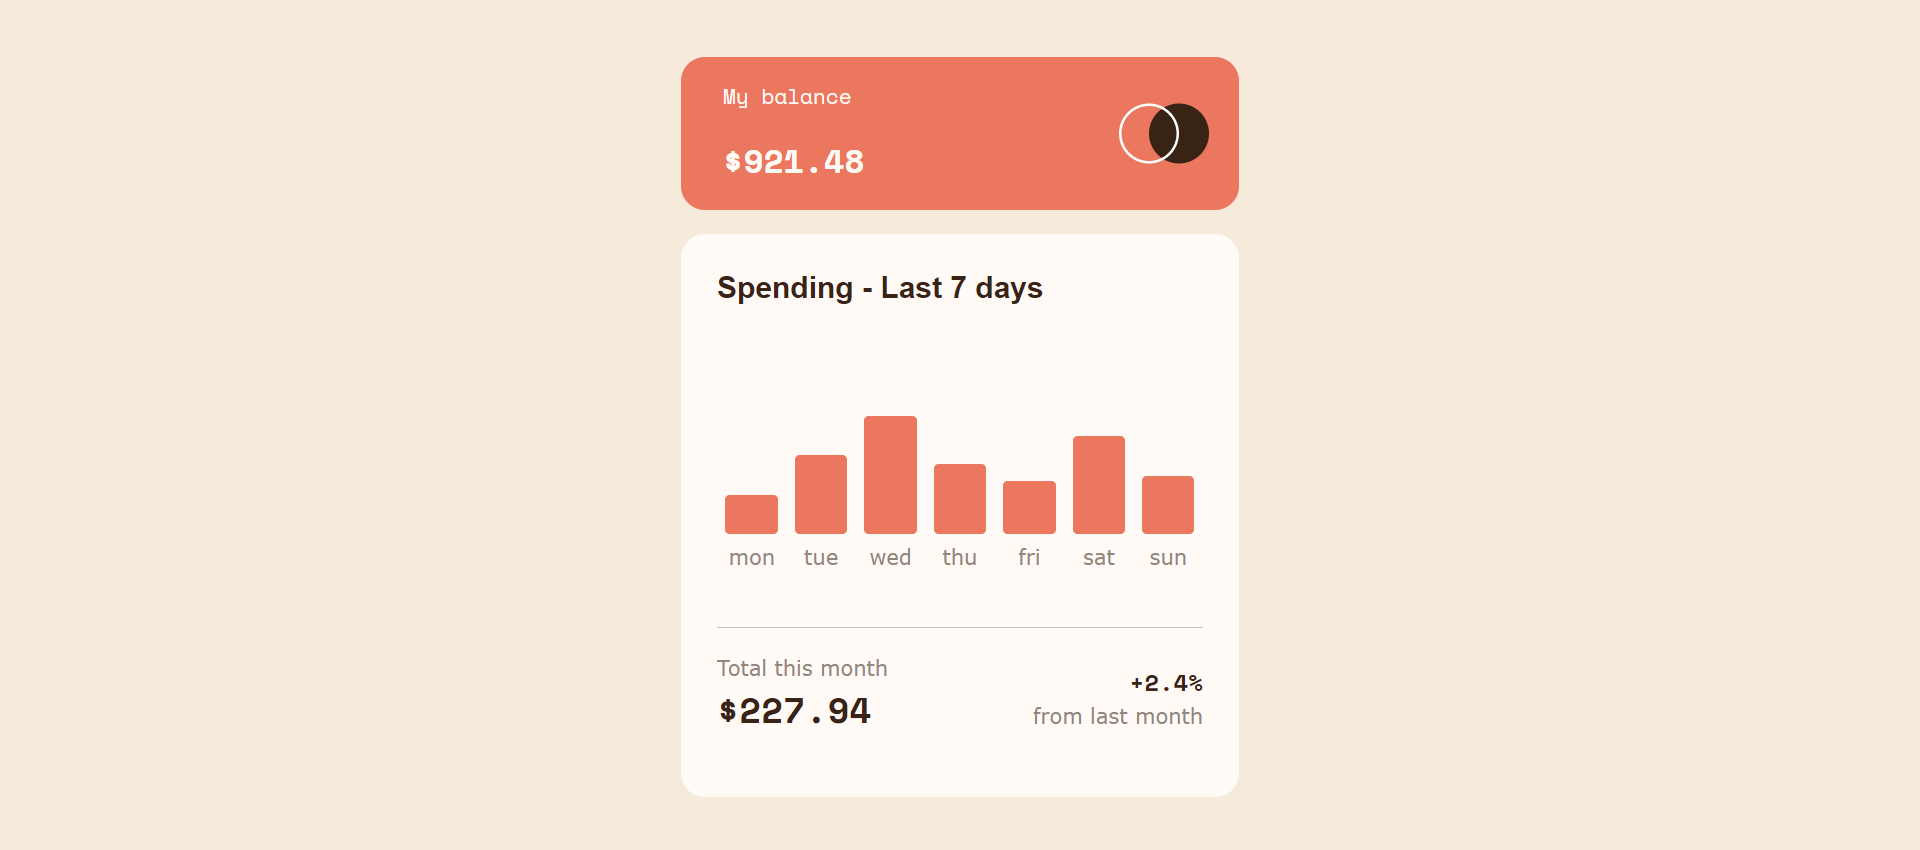 My balance
$921.48
Spending - Last 7 days
mon tue wed thu fri sat sun
Total this month
$227.94
+2.4%
from last month